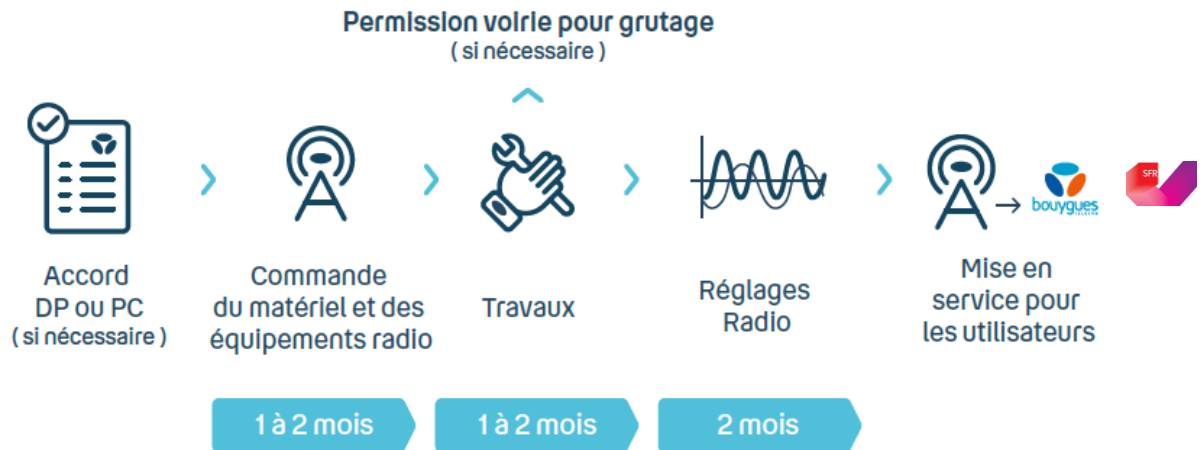 Permission voirie pour grutage
( si nécessaire )
bouygues
TELECOM
SFR
Accord
DP ou PC
( si nécessaire )
Commande
du matériel et des
équipements radio
Travaux
Réglages
Radio
Mise en
service pour
les utilisateurs
1 à 2 mois
1 à 2 mois
2 mois